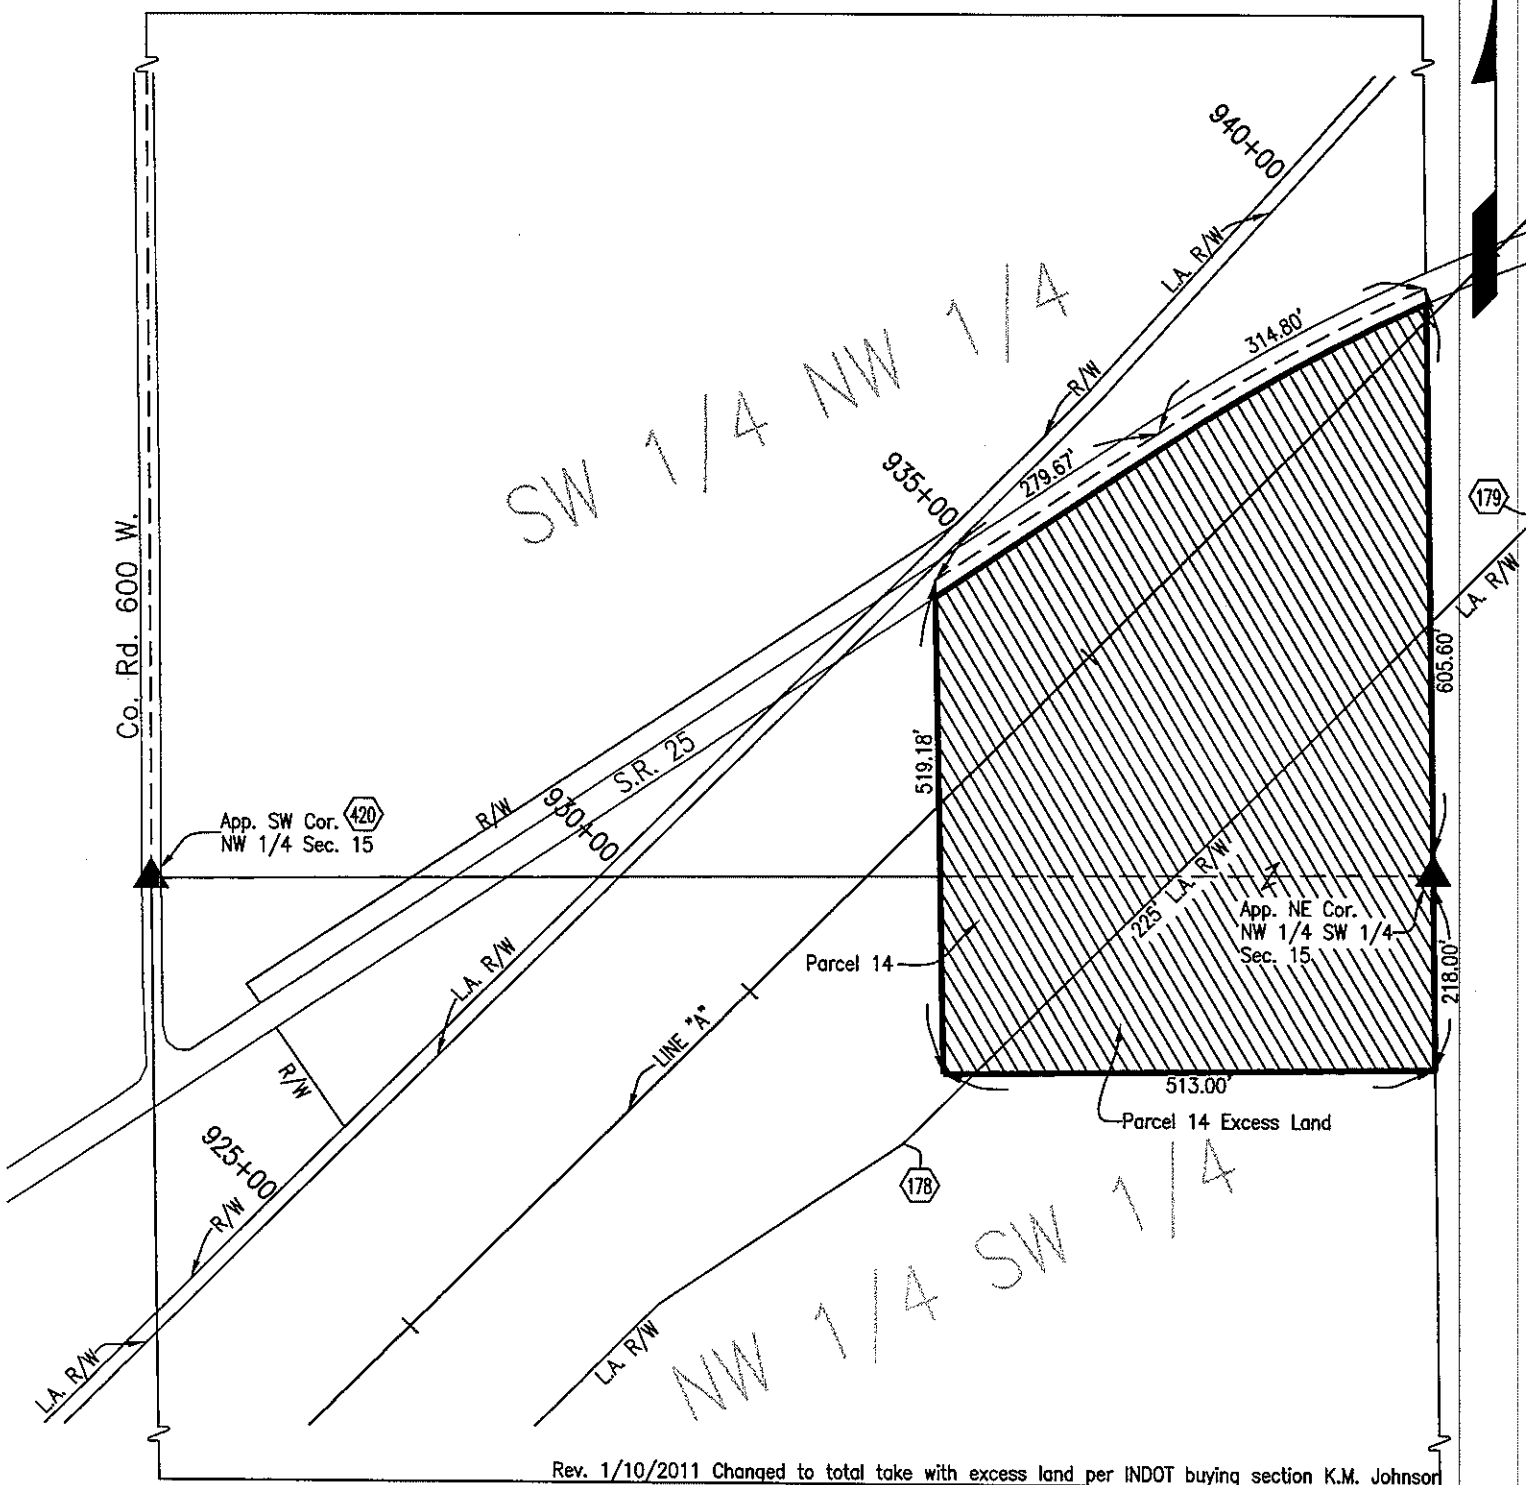 940+00
L.A. R/W
SW 1/4 NW 1/4
314.80'
R/W
279.67'
935+00
179
L.A. R/W
Co. Rd. 600 W.
605.60'
519.18'
S.R. 25
R/W
930+00
App. SW Cor. 420
NW 1/4 Sec. 15
225' L.A. R/W
App. NE Cor.
NW 1/4 SW 1/4
Sec. 15
Parcel 14
218.00'
L.A. R/W
LINE "A"
R/W
513.00'
Parcel 14 Excess Land
925+00
178
R/W
NW 1/4 SW 1/4
L.A. R/W
L.A. R/W
Rev. 1/10/2011 Changed to total take with excess land per INDOT buying section K.M. Johnson